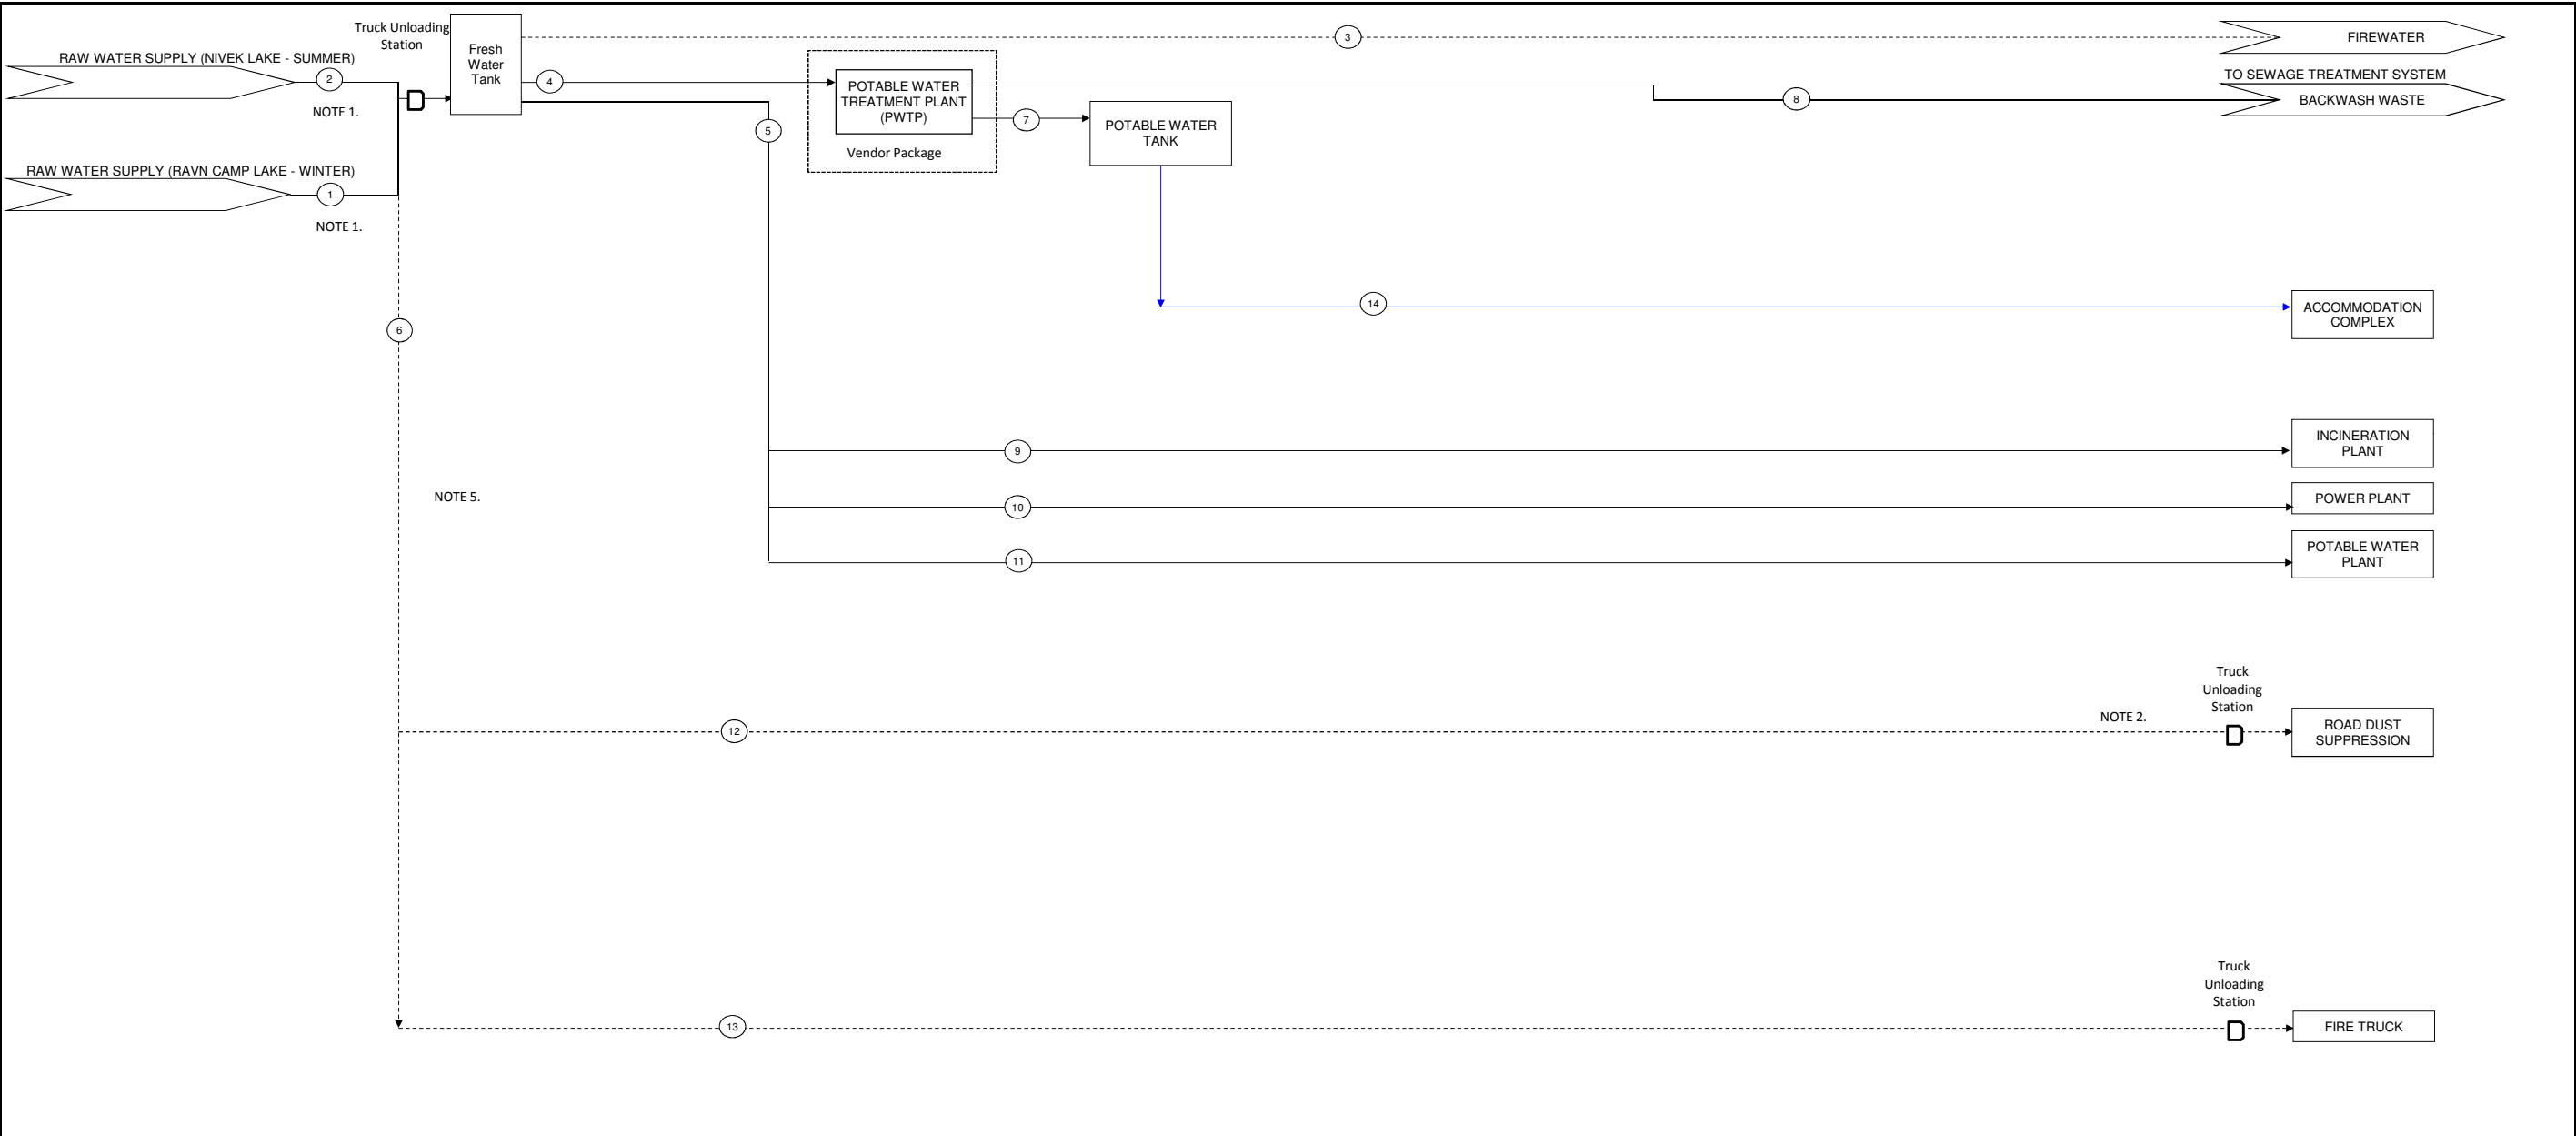 Truck Unloading
Station
Fresh
Water
Tank
3
FIREWATER
RAW WATER SUPPLY (NIVEK LAKE - SUMMER)
2
NOTE 1.
4
POTABLE WATER
TREATMENT PLANT
(PWTP)
Vendor Package
TO SEWAGE TREATMENT SYSTEM
8
BACKWASH WASTE
5
7
POTABLE WATER
TANK
RAW WATER SUPPLY (RAVN CAMP LAKE - WINTER)
1
NOTE 1.
14
ACCOMMODATION
COMPLEX
6
9
INCINERATION
PLANT
NOTE 5.
10
POWER PLANT
11
POTABLE WATER
PLANT
Truck
Unloading
Station
12
NOTE 2.
ROAD DUST
SUPPRESSION
Truck
Unloading
Station
13
FIRE TRUCK